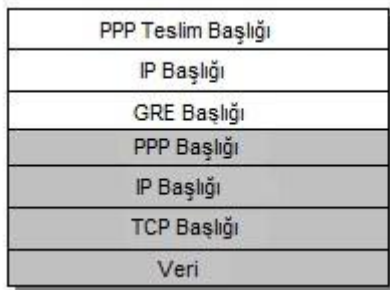 PPP Teslim Başlığı
IP Başlığı
GRE Başlığı
PPP Başlığı
IP Başlığı
TCP Başlığı
Veri